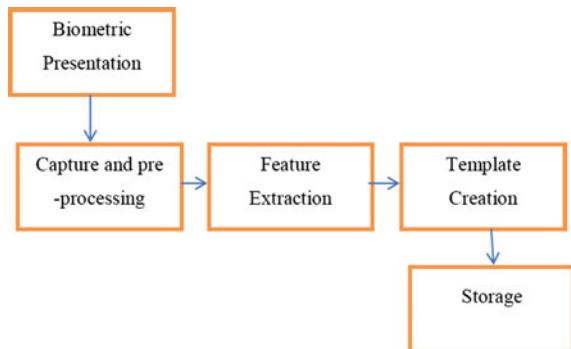 Biometric
Presentation
Capture and pre
-processing
Feature
Extraction
Template
Creation
Storage